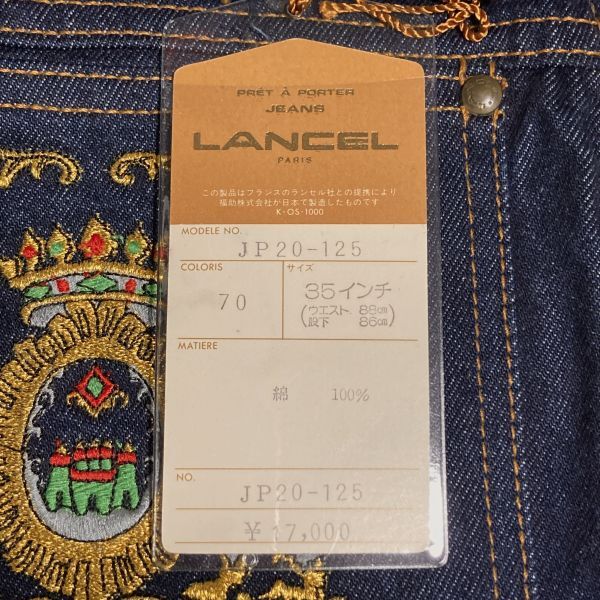 PRÊT À PORTER
JEANS
LANCEL
PARIS
この製品はフランスのランセル社との提携により
福助株式会社が日本で製造したものです
K・OS・1000
MODELE NO.
JP20-125
COLORIS
サイズ
70
35インチ
(ウエスト 88cm
股下 86cm)
MATIERE
綿 100%
NO.
JP20-125
¥ 17,000